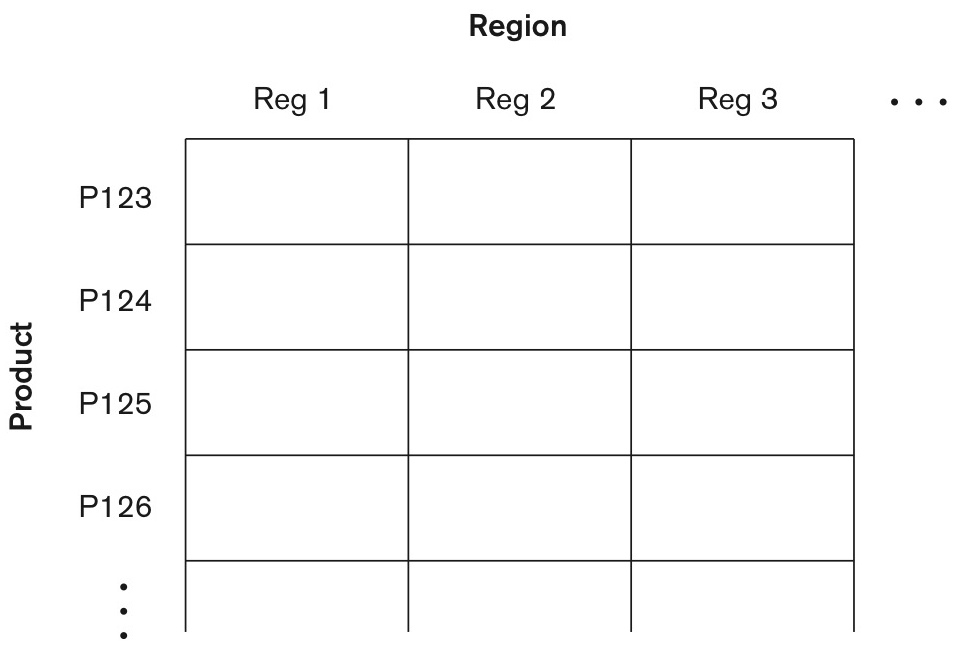 Region
Reg 1 Reg 2 Reg 3 . . .
Product
P123
P124
P125
P126